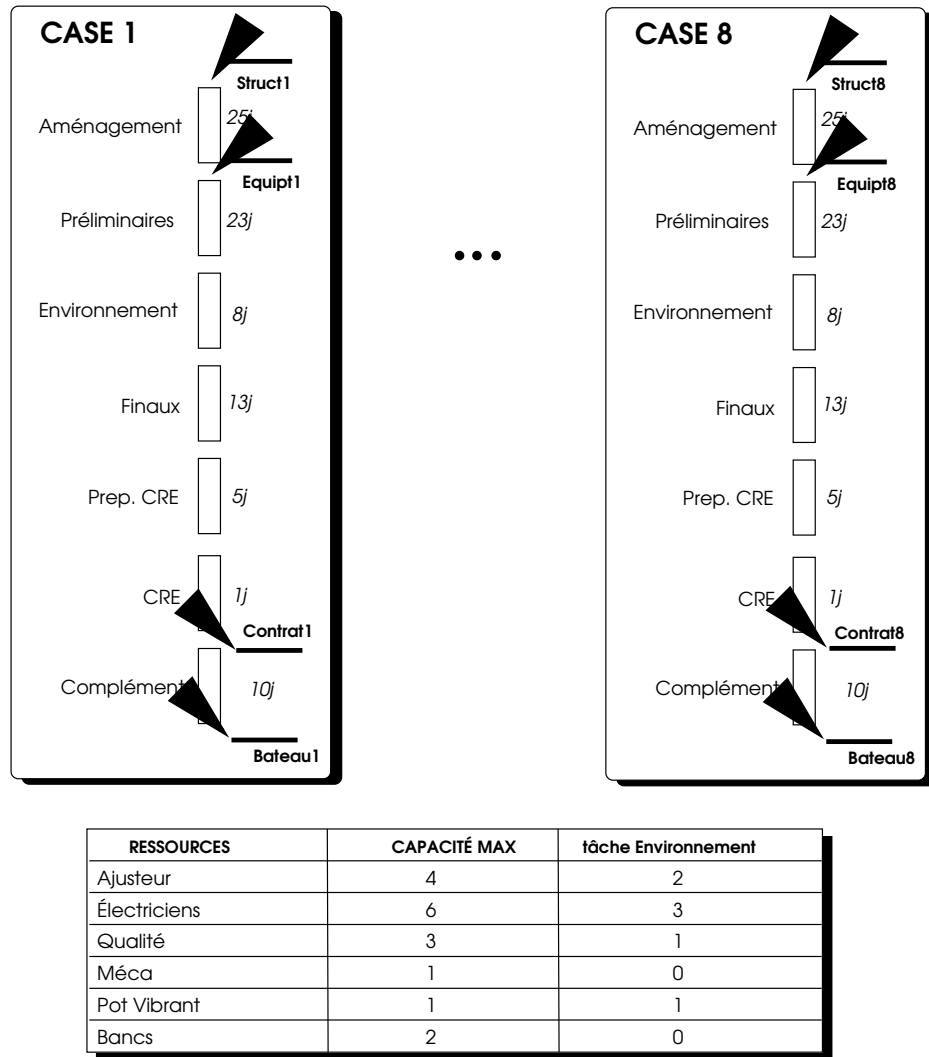 CASE 1
Struct1
Aménagement 25j
Equipt1
Préliminaires 23j
Environnement 8j
Finaux 13j
Prep. CRE 5j
CRE 1j
Contrat1
Complément 10j
Bateau1
...
CASE 8
Struct8
Aménagement 25j
Equipt8
Préliminaires 23j
Environnement 8j
Finaux 13j
Prep. CRE 5j
CRE 1j
Contrat8
Complément 10j
Bateau8
RESSOURCES CAPACITÉ MAX tâche Environnement
Ajusteur 4 2
Électriciens 6 3
Qualité 3 1
Méca 1 0
Pot Vibrant 1 1
Bancs 2 0